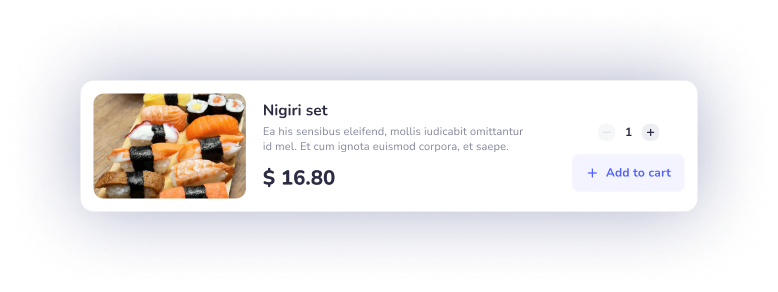 Nigiri set
Ea his sensibus eleifend, mollis iudicabit omittantur
id mel. Et cum ignota euismod corpora, et saepe.
$ 16.80
− 1 +
+ Add to cart